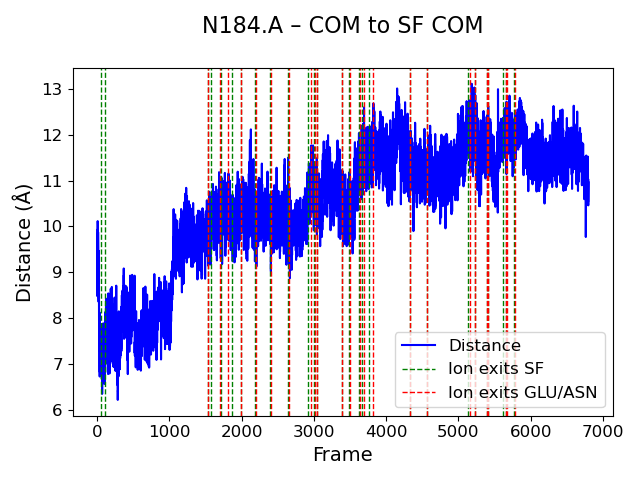 N184.A – COM to SF COM
Distance (Å)
13
12
11
10
9
8
7
6
Distance
Ion exits SF
Ion exits GLU/ASN
0 1000 2000 3000 4000 5000 6000 7000
Frame